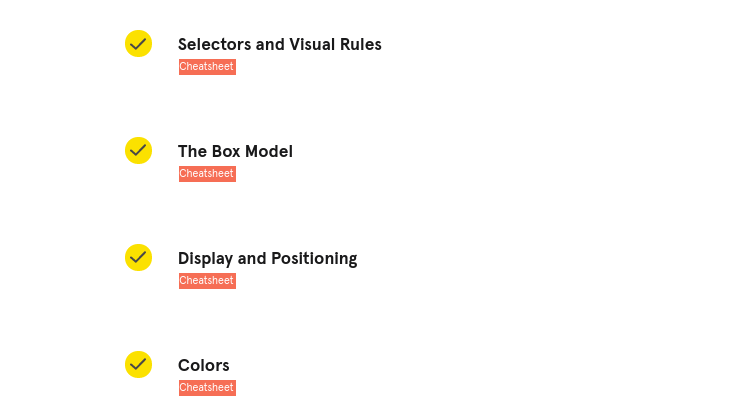 Selectors and Visual Rules
Cheatsheet
The Box Model
Cheatsheet
Display and Positioning
Cheatsheet
Colors
Cheatsheet